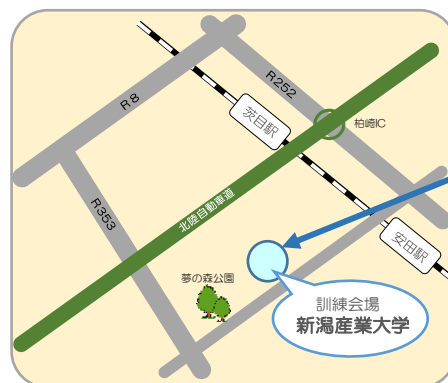 R8
R252
茨目駅
柏崎IC
北陸自動車道
R353
安田駅
夢の森公園
訓練会場
新潟産業大学